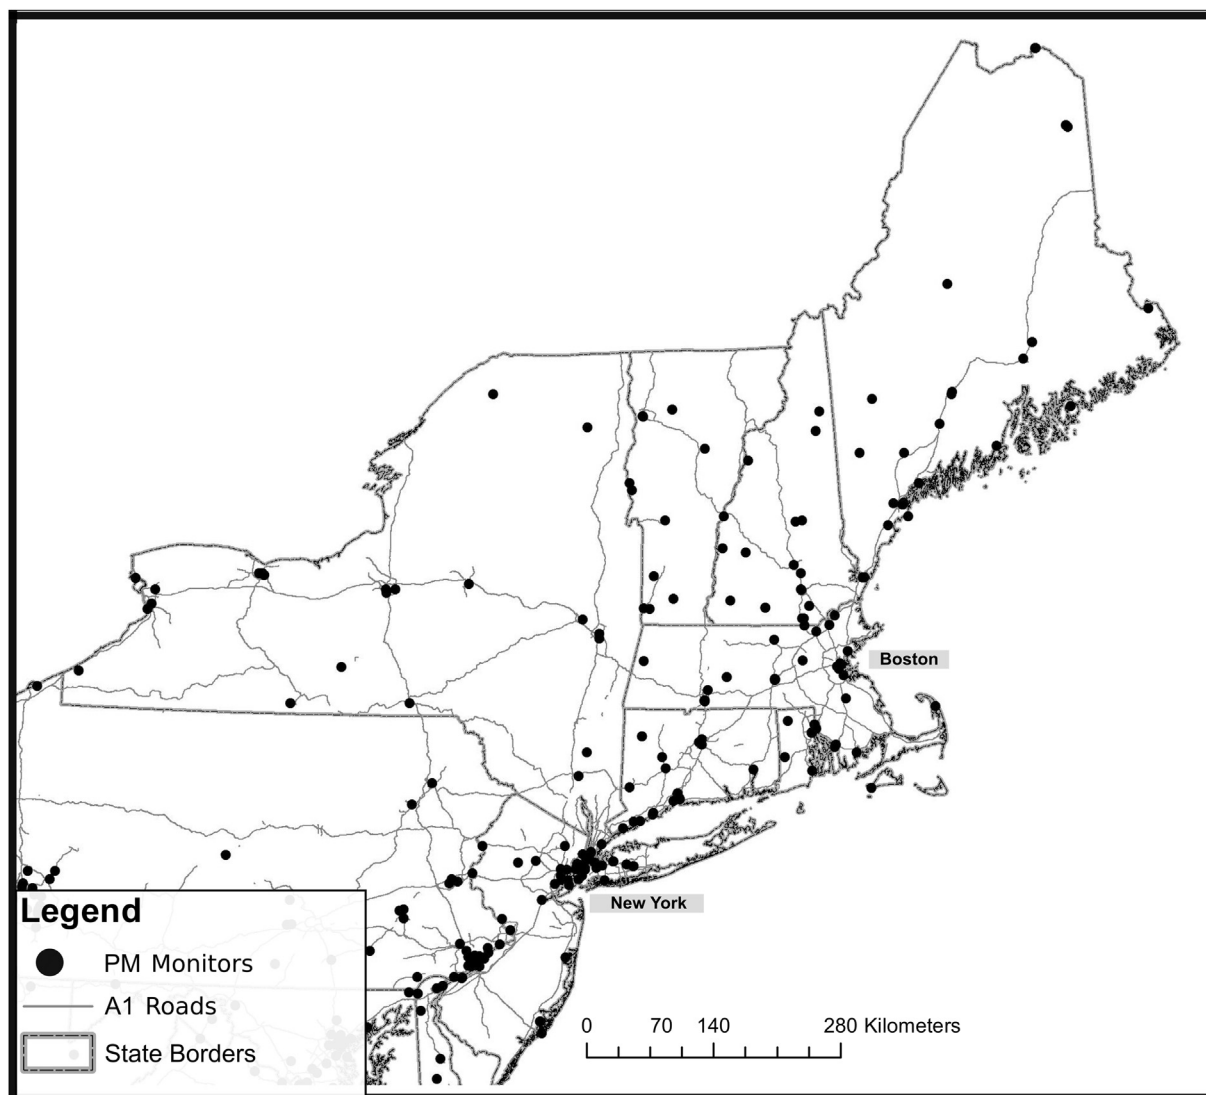 Boston
New York
Legend
PM Monitors
A1 Roads
State Borders
0 70 140 280 Kilometers